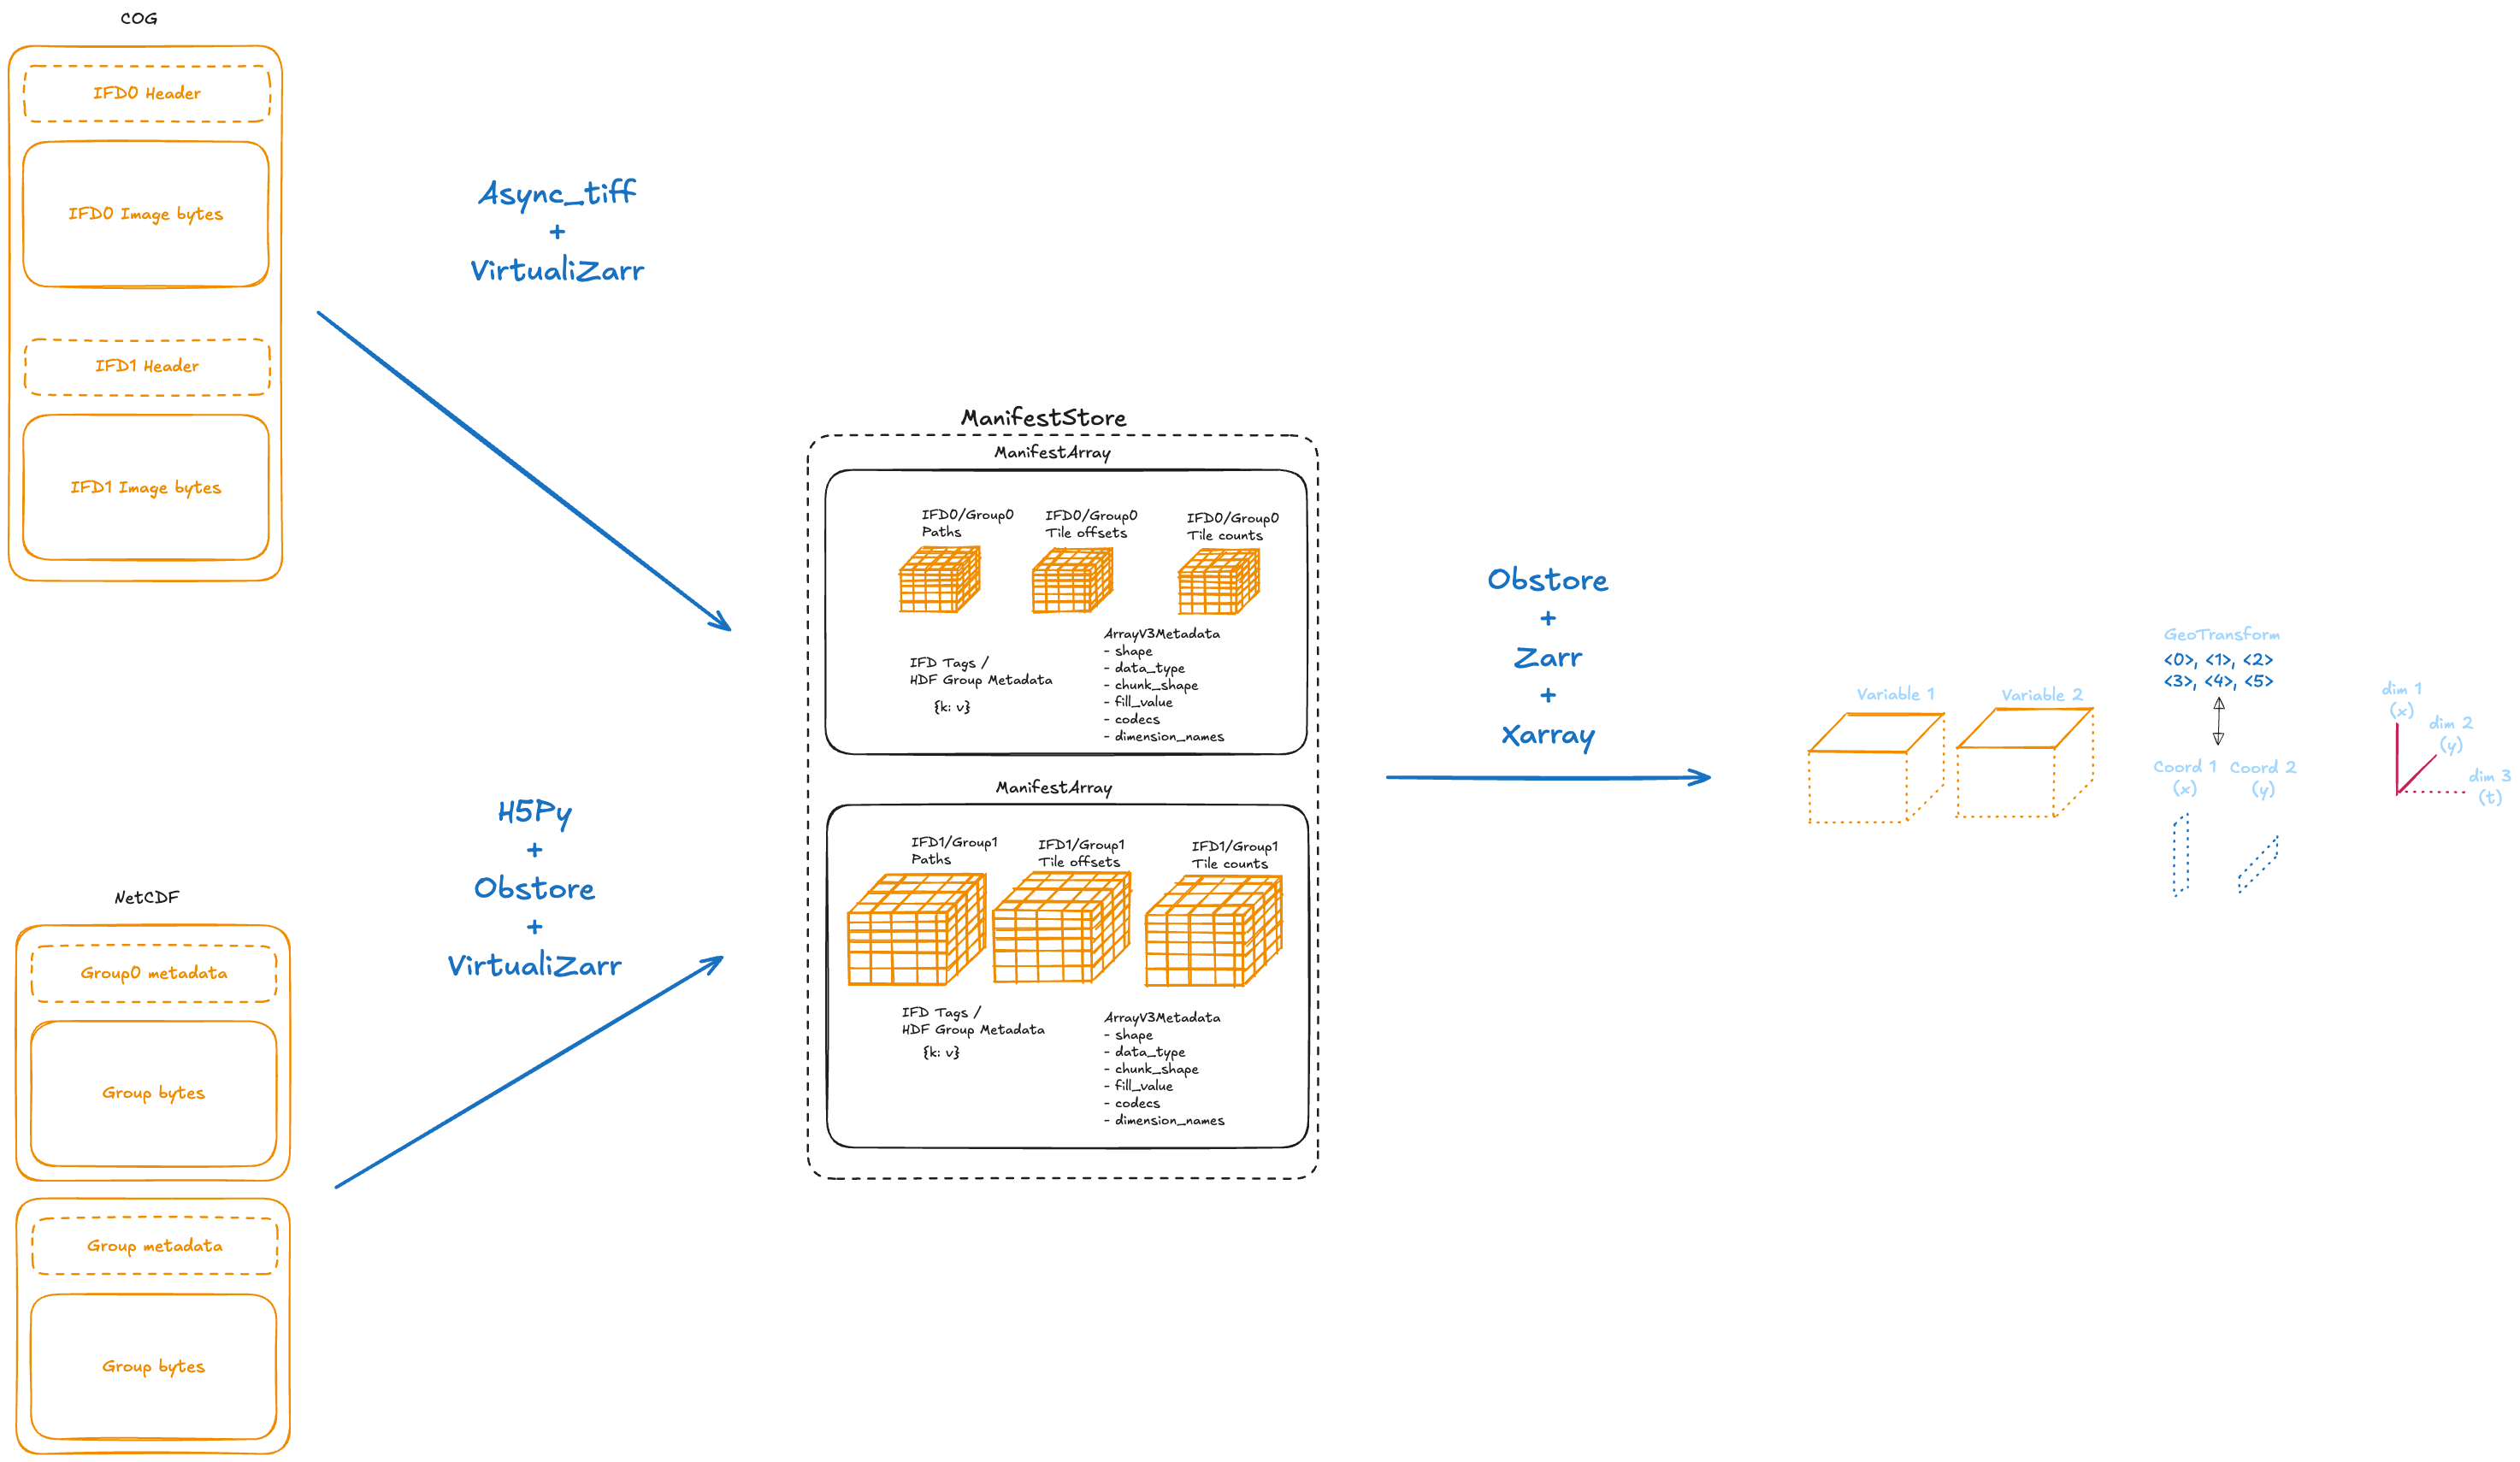 COG
IFD0 Header
IFD0 Image bytes
IFD1 Header
IFD1 Image bytes
Async_tiff
+
VirtualiZarr
NetCDF
Group0 metadata
Group bytes
Group metadata
Group bytes
H5Py
+
Obstore
+
VirtualiZarr
ManifestStore
ManifestArray
IFD0/Group0
Paths
IFD0/Group0
Tile offsets
IFD0/Group0
Tile counts
IFD Tags /
HDF Group Metadata
{k: v}
ArrayV3Metadata
- shape
- data_type
- chunk_shape
- fill_value
- codecs
- dimension_names
ManifestArray
IFD1/Group1
Paths
IFD1/Group1
Tile offsets
IFD1/Group1
Tile counts
IFD Tags /
HDF Group Metadata
{k: v}
ArrayV3Metadata
- shape
- data_type
- chunk_shape
- fill_value
- codecs
- dimension_names
Obstore
+
Zarr
+
Xarray
Variable 1
Variable 2
GeoTransform
<0>, <1>, <2>
<3>, <4>, <5>
Coord 1
(x)
Coord 2
(y)
dim 1
(x)
dim 2
(y)
dim 3
(t)